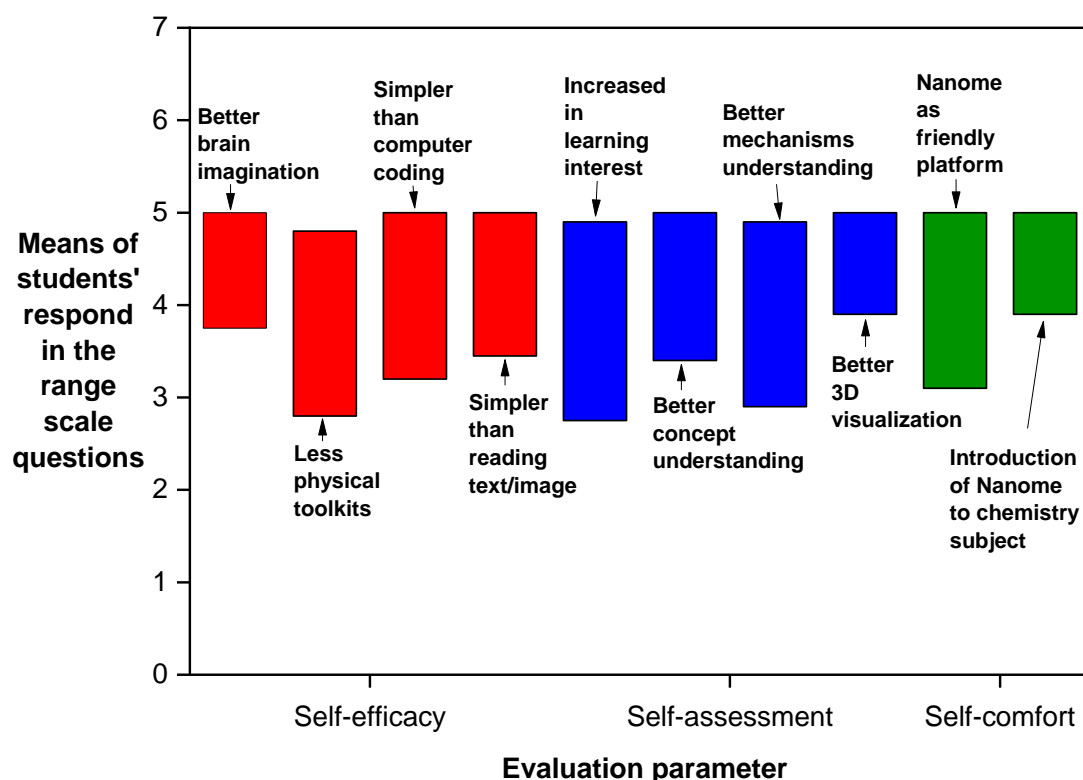 7
6
5
4
3
2
1
0
Means of
students'
respond
in the
range
scale
questions
Better
brain
imagination
Less
physical
toolkits
Simpler
than
computer
coding
Simpler
than
reading
text/image
Increased
in
learning
interest
Better
concept
understanding
Better
mechanisms
understanding
Better
3D
visualization
Nanome
as
friendly
platform
Introduction
of Nanome
to chemistry
subject
Self-efficacy
Self-assessment
Self-comfort
Evaluation parameter